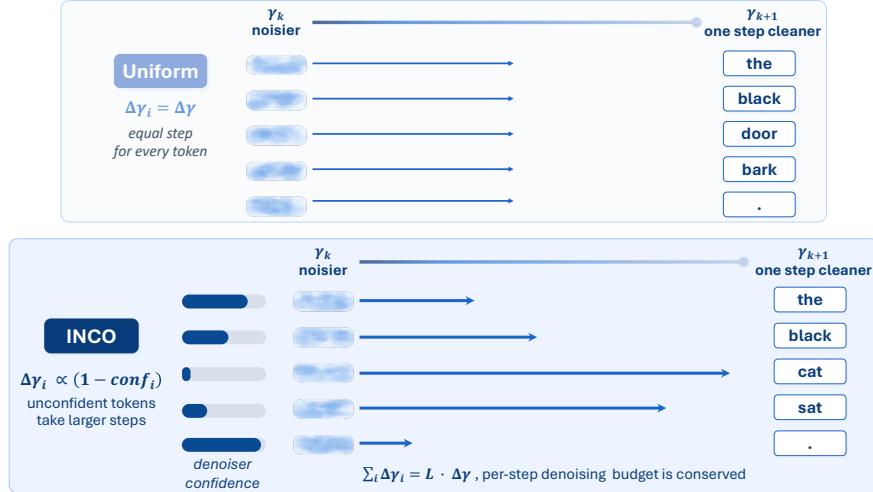 γₖ
noisier
γₖ₊₁
one step cleaner
Uniform
Δγᵢ = Δγ
equal step
for every token
the
black
door
bark
.
γₖ
noisier
γₖ₊₁
one step cleaner
INCO
Δγᵢ ∝ (1 − confᵢ)
unconfident tokens
take larger steps
the
black
cat
sat
.
denoiser
confidence
∑ᵢ Δγᵢ = L · Δγ , per-step denoising budget is conserved